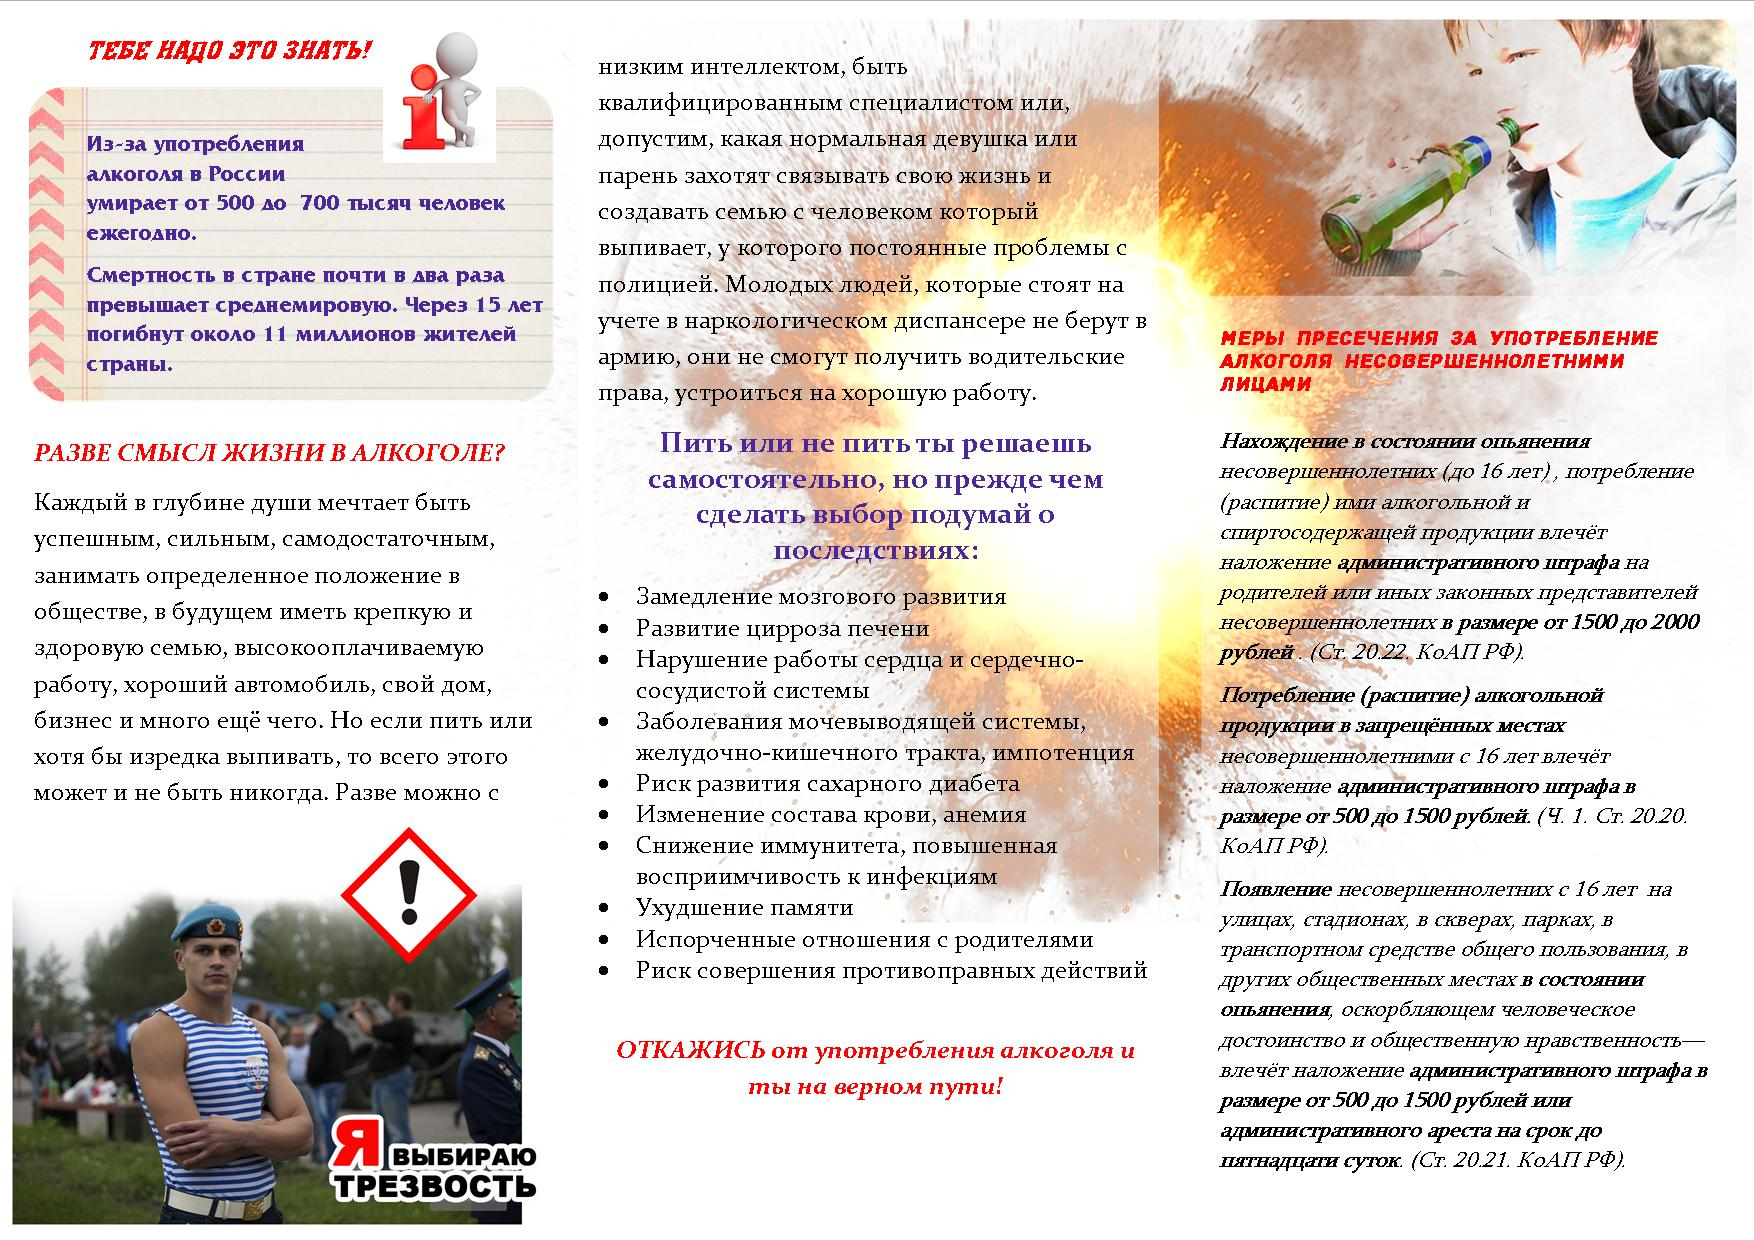 ТЕБЕ НАДО ЭТО ЗНАТЬ!
Из-за употребления
алкоголя в России
умирает от 500 до 700 тысяч человек
ежегодно.
Смертность в стране почти в два раза
превышает среднемировую. Через 15 лет
погибнут около 11 миллионов жителей
страны.
РАЗВЕ СМЫСЛ ЖИЗНИ В АЛКОГОЛЕ?
Каждый в глубине души мечтает быть
успешным, сильным, самодостаточным,
занимать определенное положение в
обществе, в будущем иметь крепкую и
здоровую семью, высокооплачиваемую
работу, хороший автомобиль, свой дом,
бизнес и много ещё чего. Но если пить или
хотя бы изредка выпивать, то всего этого
может и не быть никогда. Разве можно с
Я ВЫБИРАЮ
ТРЕЗВОСТЬ
низким интеллектом, быть
квалифицированным специалистом или,
допустим, какая нормальная девушка или
парень захотят связывать свою жизнь и
создавать семью с человеком который
выпивает, у которого постоянные проблемы с
полицией. Молодых людей, которые стоят на
учете в наркологическом диспансере не берут в
армию, они не смогут получить водительские
права, устроиться на хорошую работу.
Пить или не пить ты решаешь
самостоятельно, но прежде чем
сделать выбор подумай о
последствиях:
• Замедление мозгового развития
• Развитие цирроза печени
• Нарушение работы сердца и сердечно-
сосудистой системы
• Заболевания мочевыводящей системы,
желудочно-кишечного тракта, импотенция
• Риск развития сахарного диабета
• Изменение состава крови, анемия
• Снижение иммунитета, повышенная
восприимчивость к инфекциям
• Ухудшение памяти
• Испорченные отношения с родителями
• Риск совершения противоправных действий
ОТКАЖИСЬ от употребления алкоголя и
ты на верном пути!
МЕРЫ ПРЕСЕЧЕНИЯ ЗА УПОТРЕБЛЕНИЕ
АЛКОГОЛЯ НЕСОВЕРШЕННОЛЕТНИМИ
ЛИЦАМИ
Нахождение в состоянии опьянения
несовершеннолетних (до 16 лет) , потребление
(распитие) ими алкогольной и
спиртосодержащей продукции влечёт
наложение административного штрафа на
родителей или иных законных представителей
несовершеннолетних в размере от 1500 до 2000
рублей . (Ст. 20.22. КоАП РФ).
Потребление (распитие) алкогольной
продукции в запрещённых местах
несовершеннолетними с 16 лет влечёт
наложение административного штрафа в
размере от 500 до 1500 рублей. (Ч. 1. Ст. 20.20.
КоАП РФ).
Появление несовершеннолетних с 16 лет на
улицах, стадионах, в скверах, парках, в
транспортном средстве общего пользования, в
других общественных местах в состоянии
опьянения, оскорбляющем человеческое
достоинство и общественную нравственность—
влечёт наложение административного штрафа в
размере от 500 до 1500 рублей или
административного ареста на срок до
пятнадцати суток. (Ст. 20.21. КоАП РФ).